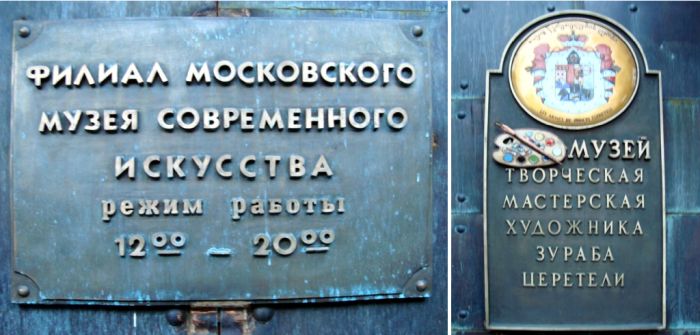 ФИЛИАЛ МОСКОВСКОГО
МУЗЕЯ СОВРЕМЕННОГО
ИСКУССТВА
режим работы
12⁰⁰ – 20⁰⁰
МУЗЕЙ
ТВОРЧЕСКАЯ
МАСТЕРСКАЯ
ХУДОЖНИКА
ЗУРАБА
ЦЕРЕТЕЛИ